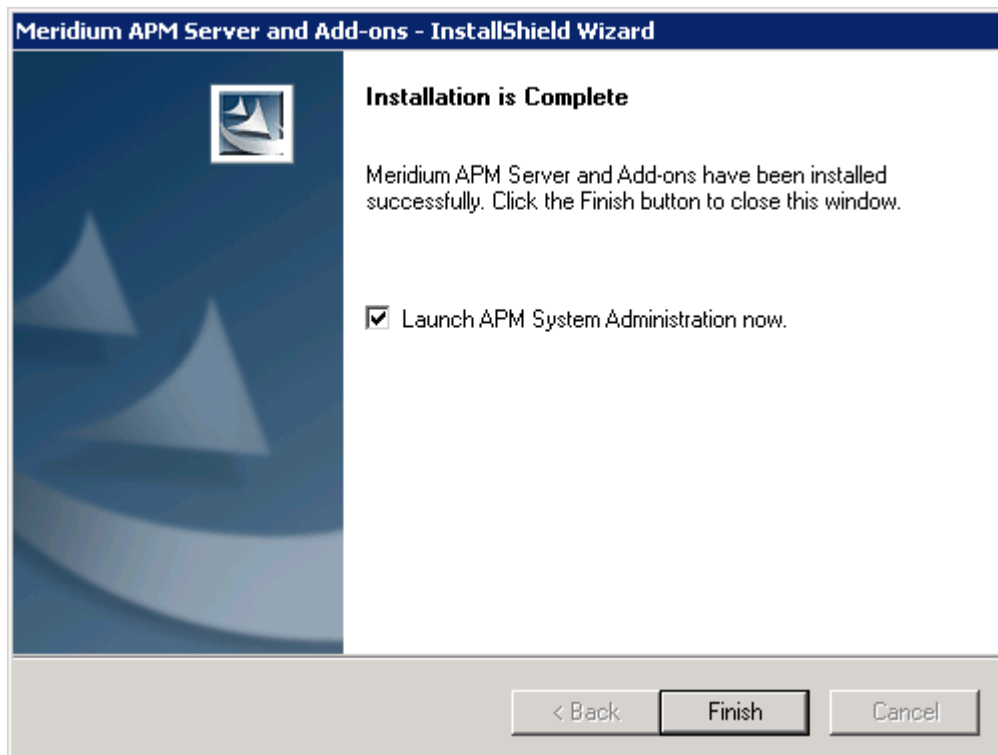 Meridium APM Server and Add-ons - InstallShield Wizard
Installation is Complete
Meridium APM Server and Add-ons have been installed
successfully. Click the Finish button to close this window.
Launch APM System Administration now.
< Back Finish Cancel